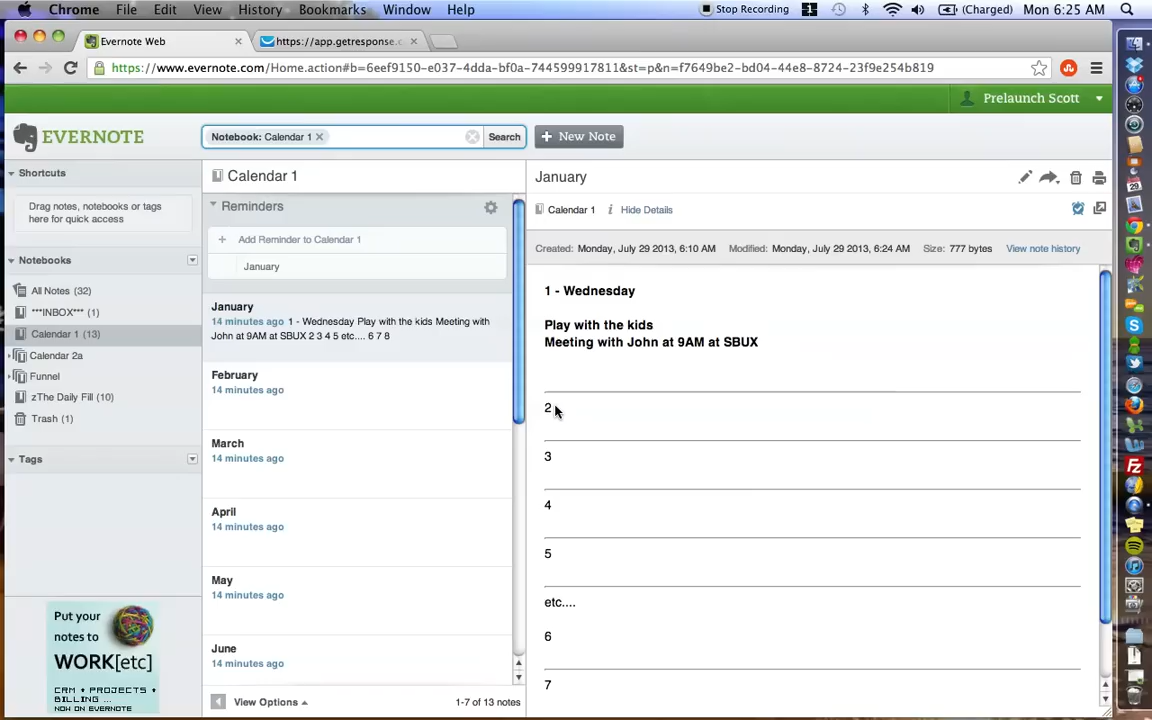 Chrome File Edit View History Bookmarks Window Help Stop Recording 1 (Charged) Mon 6:25 AM
Evernote Web × https://app.getresponse.c ×
https://www.evernote.com/Home.action#b=6eef9150-e037-4dda-bf0a-744599917811&st=p&n=f7649be2-bd04-44e8-8724-23f9e254b819
Prelaunch Scott
EVERNOTE Notebook: Calendar 1 × Search + New Note
Shortcuts
Drag notes, notebooks or tags
here for quick access
Notebooks
All Notes (32)
***INBOX*** (1)
Calendar 1 (13)
Calendar 2a
Funnel
zThe Daily Fill (10)
Trash (1)
Tags
Put your
notes to
WORK[etc]
CRM + PROJECTS +
BILLING ...
NOW ON EVERNOTE
Calendar 1
Reminders
+ Add Reminder to Calendar 1
January
January
14 minutes ago 1 - Wednesday Play with the kids Meeting with
John at 9AM at SBUX 2 3 4 5 etc.... 6 7 8
February
14 minutes ago
March
14 minutes ago
April
14 minutes ago
May
14 minutes ago
June
14 minutes ago
View Options 1-7 of 13 notes
January
Calendar 1 i Hide Details
Created: Monday, July 29 2013, 6:10 AM Modified: Monday, July 29 2013, 6:24 AM Size: 777 bytes View note history
1 - Wednesday
Play with the kids
Meeting with John at 9AM at SBUX
2
3
4
5
etc....
6
7